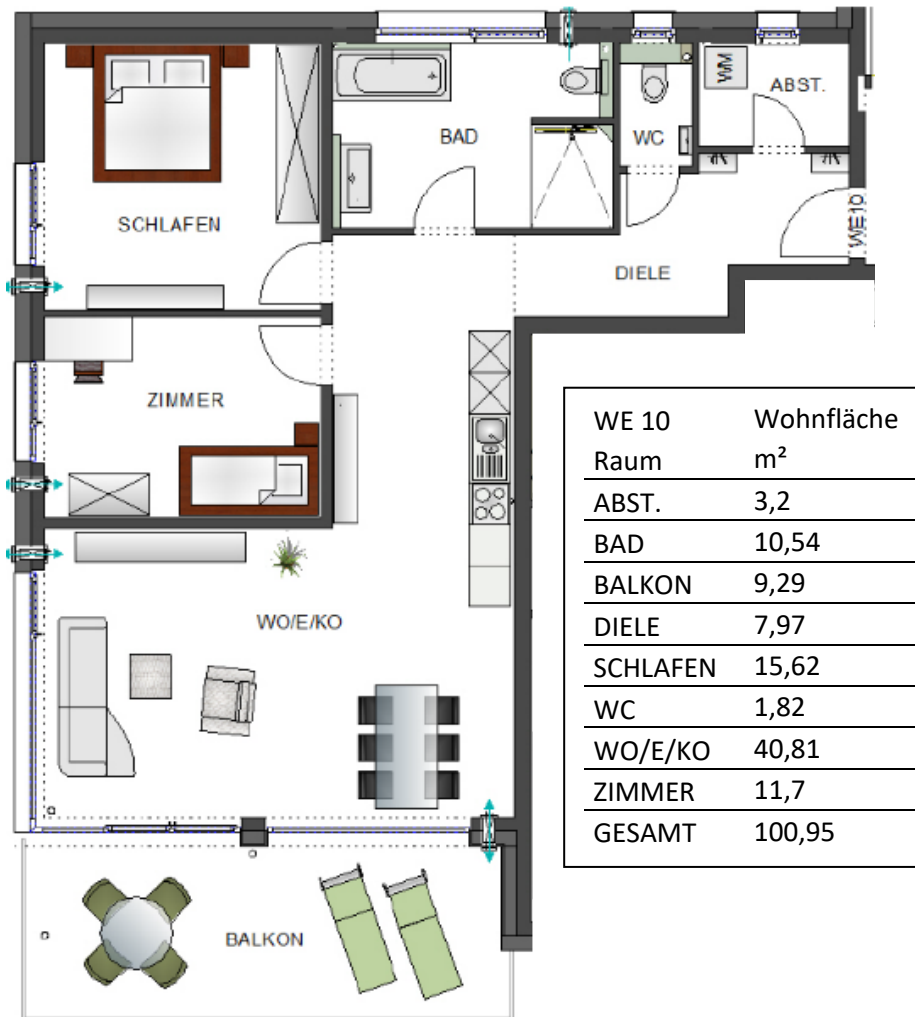 WM
ABST.
BAD
WC
SCHLAFEN
WE10
DIELE
ZIMMER
WO/E/KO
BALKON
WE 10 Wohnfläche
Raum m²
ABST. 3,2
BAD 10,54
BALKON 9,29
DIELE 7,97
SCHLAFEN 15,62
WC 1,82
WO/E/KO 40,81
ZIMMER 11,7
GESAMT 100,95